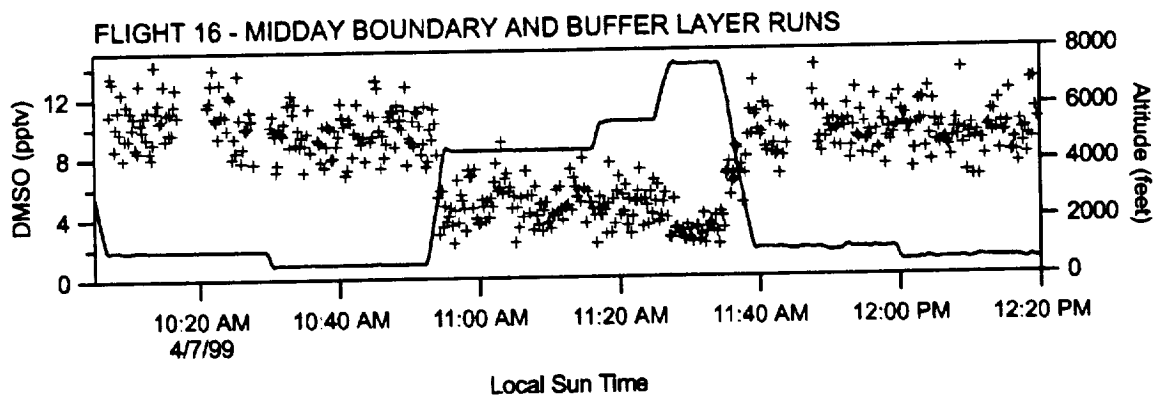 FLIGHT 16 - MIDDAY BOUNDARY AND BUFFER LAYER RUNS
DMSO (pptv)
12
8
4
0
8000
6000
4000
2000
0
Altitude (feet)
10:20 AM 10:40 AM 11:00 AM 11:20 AM 11:40 AM 12:00 PM 12:20 PM
4/7/99
Local Sun Time